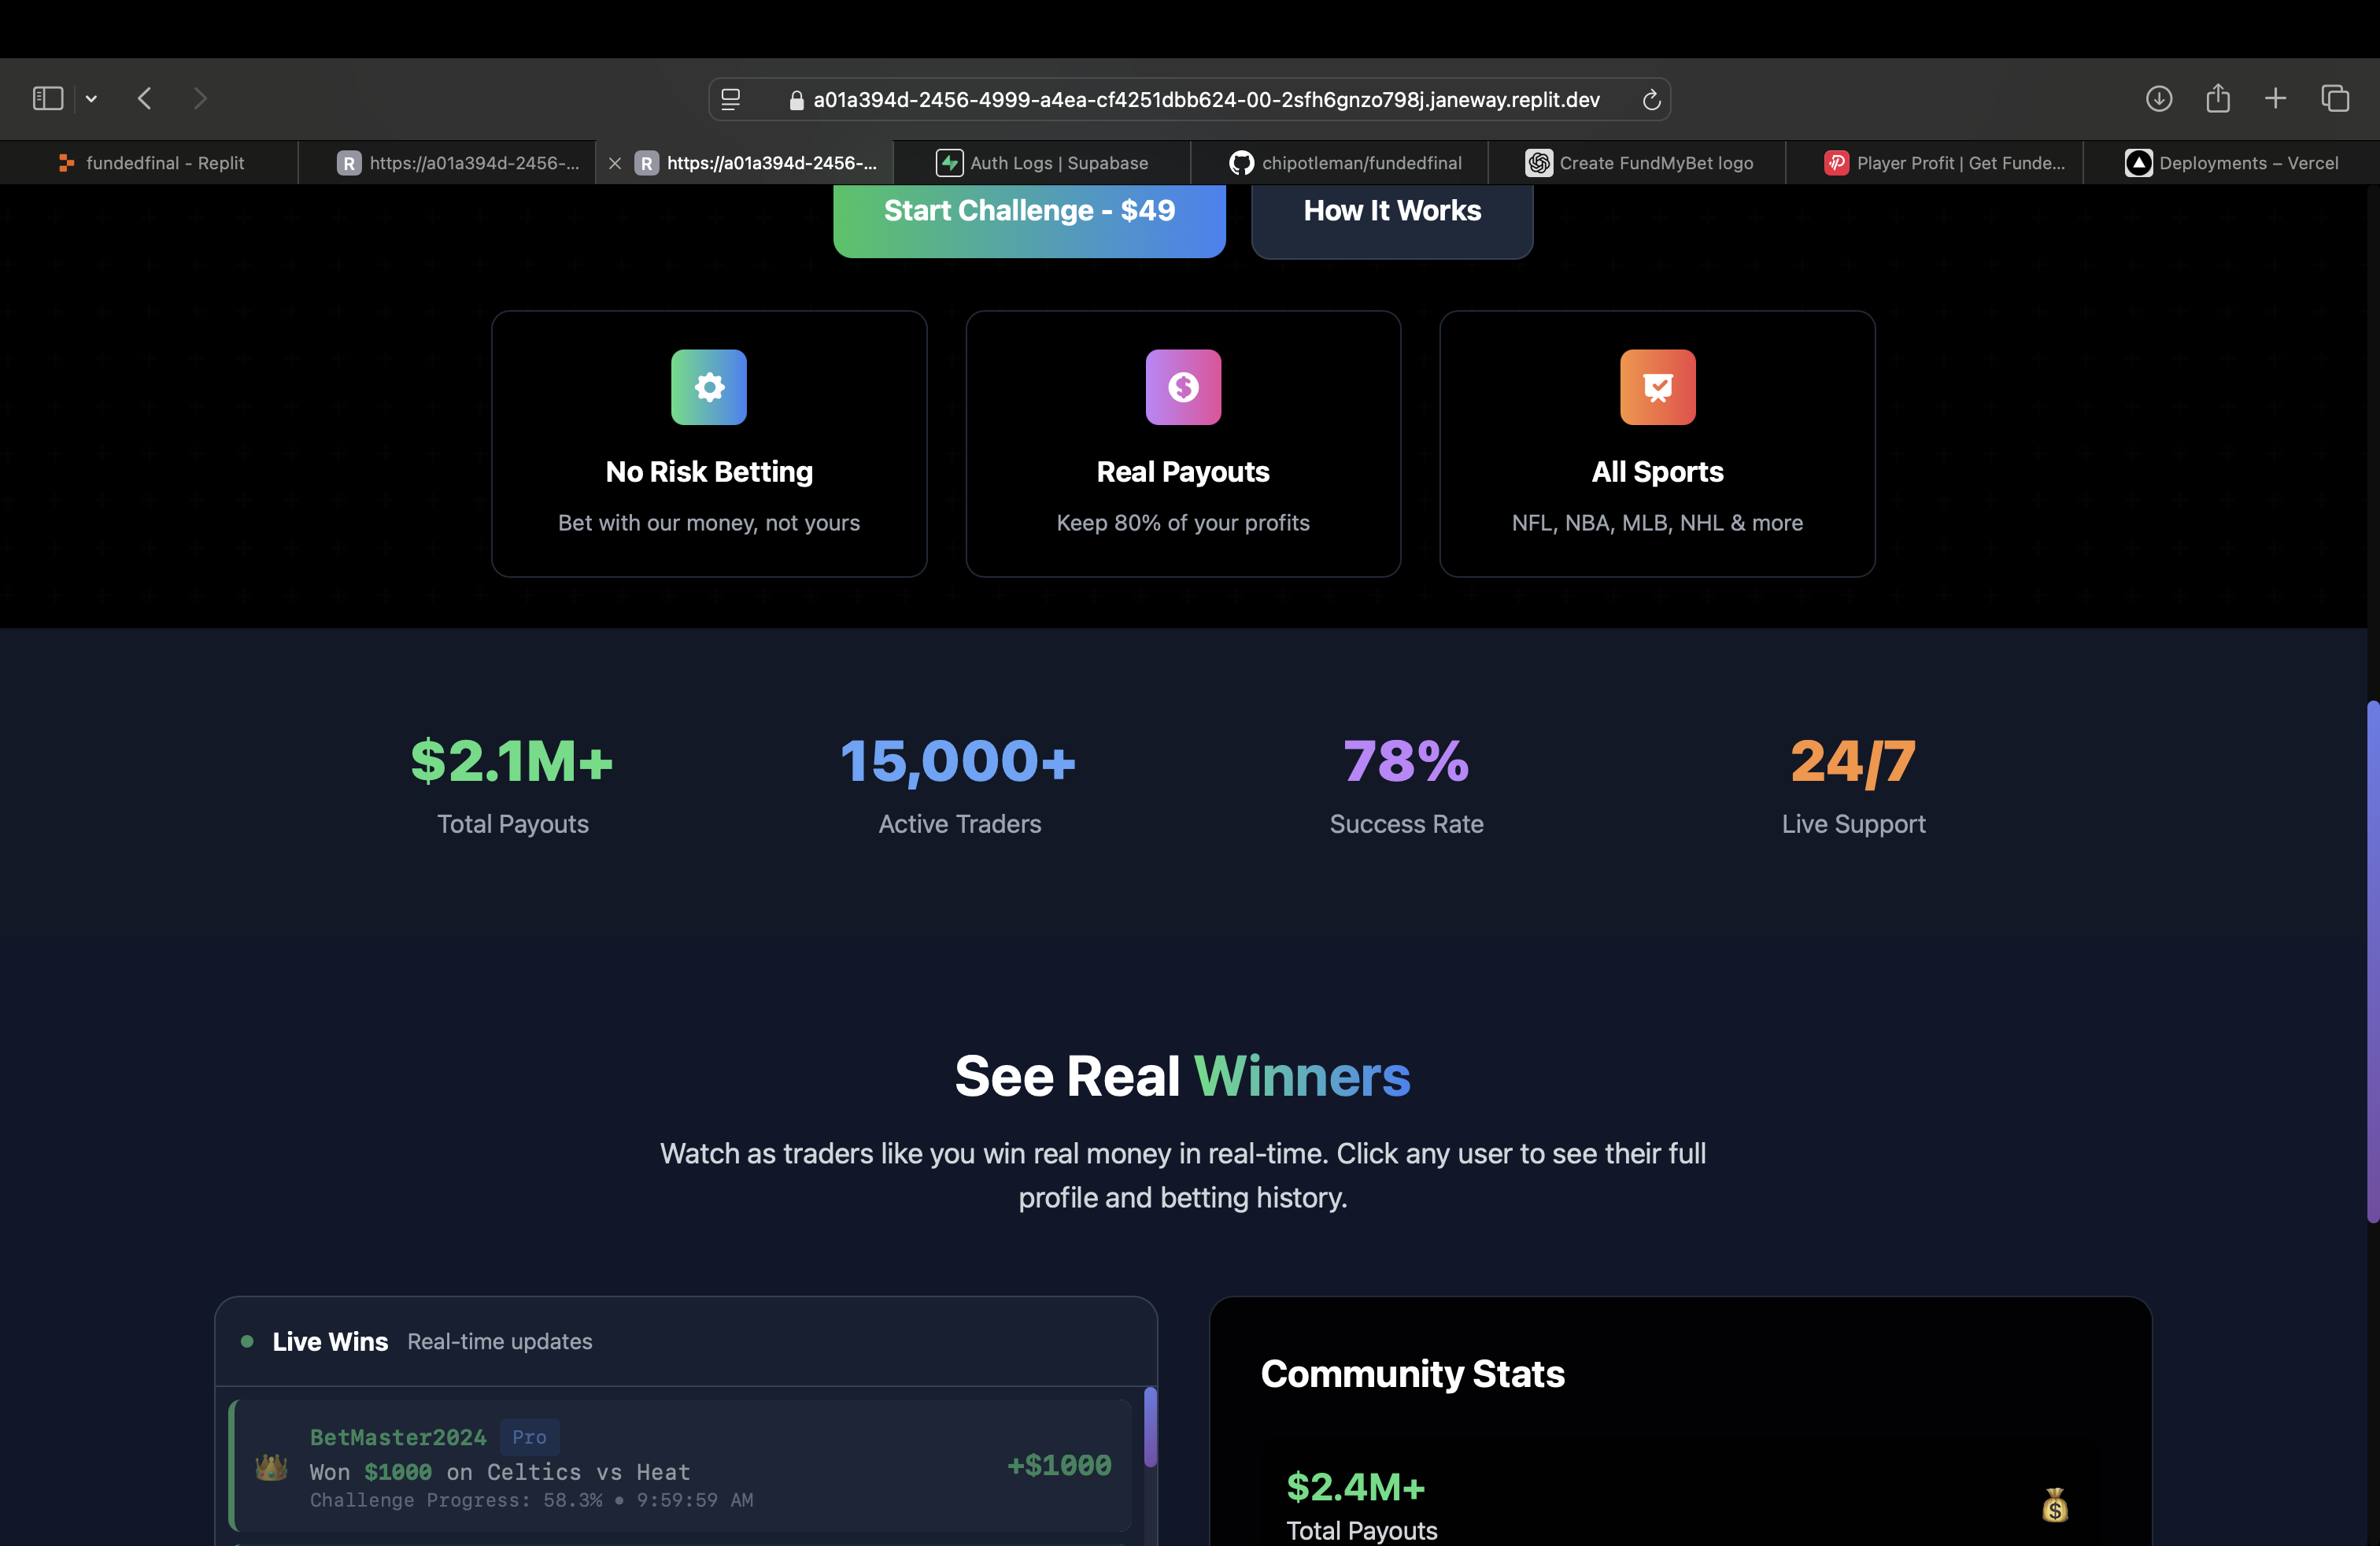 a01a394d-2456-4999-a4ea-cf4251dbb624-00-2sfh6gnzo798j.janeway.replit.dev
fundedfinal - Replit
R https://a01a394d-2456-...
R https://a01a394d-2456-...
Auth Logs | Supabase
chipotleman/fundedfinal
Create FundMyBet logo
Player Profit | Get Funde...
Deployments – Vercel
Start Challenge - $49
How It Works
No Risk Betting
Bet with our money, not yours
Real Payouts
Keep 80% of your profits
All Sports
NFL, NBA, MLB, NHL & more
$2.1M+
Total Payouts
15,000+
Active Traders
78%
Success Rate
24/7
Live Support
See Real Winners
Watch as traders like you win real money in real-time. Click any user to see their full
profile and betting history.
Live Wins Real-time updates
BetMaster2024 Pro
Won $1000 on Celtics vs Heat
Challenge Progress: 58.3% • 9:59:59 AM
+$1000
Community Stats
$2.4M+
Total Payouts